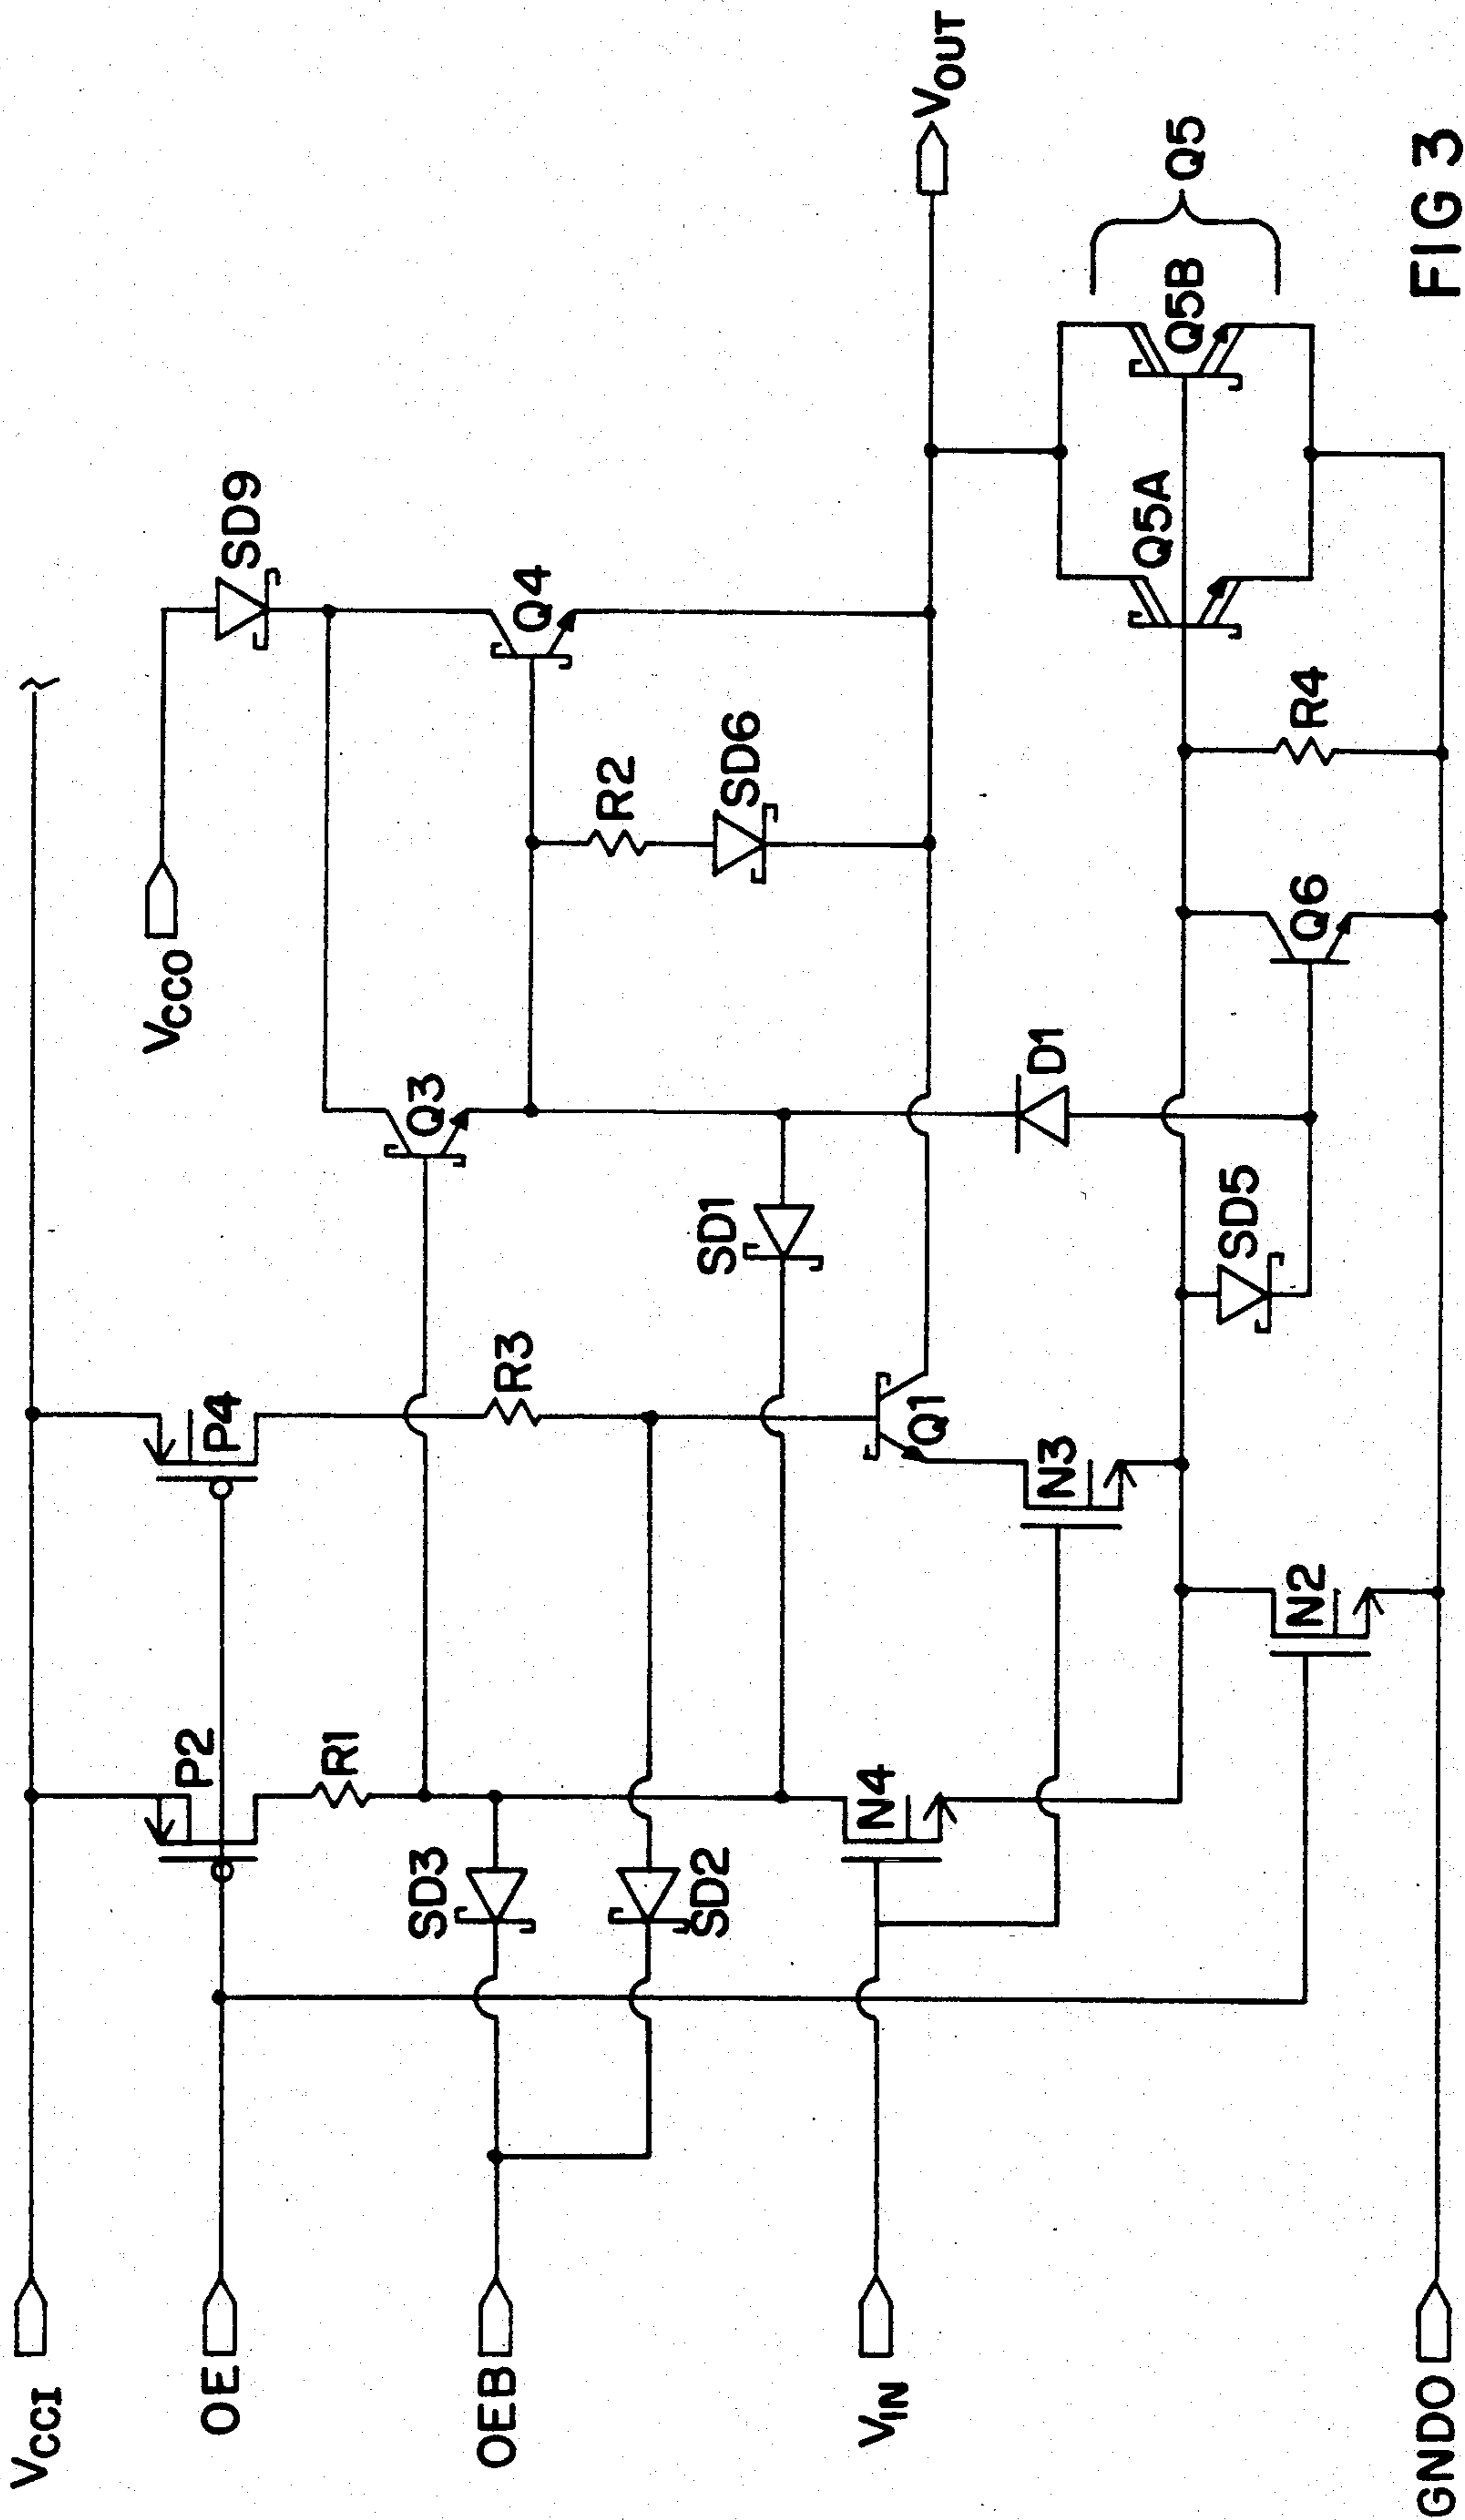 VCCI
OE
OEB
VIN
GNDO
P2
R1
SD3
SD2
N4
N2
P4
R3
Q1
N3
SD1
SD5
Q3
D1
VCCO
Q6
R2
SD6
R4
Q4
SD9
Q5A
Q5B
Q5
VOUT
FIG 3